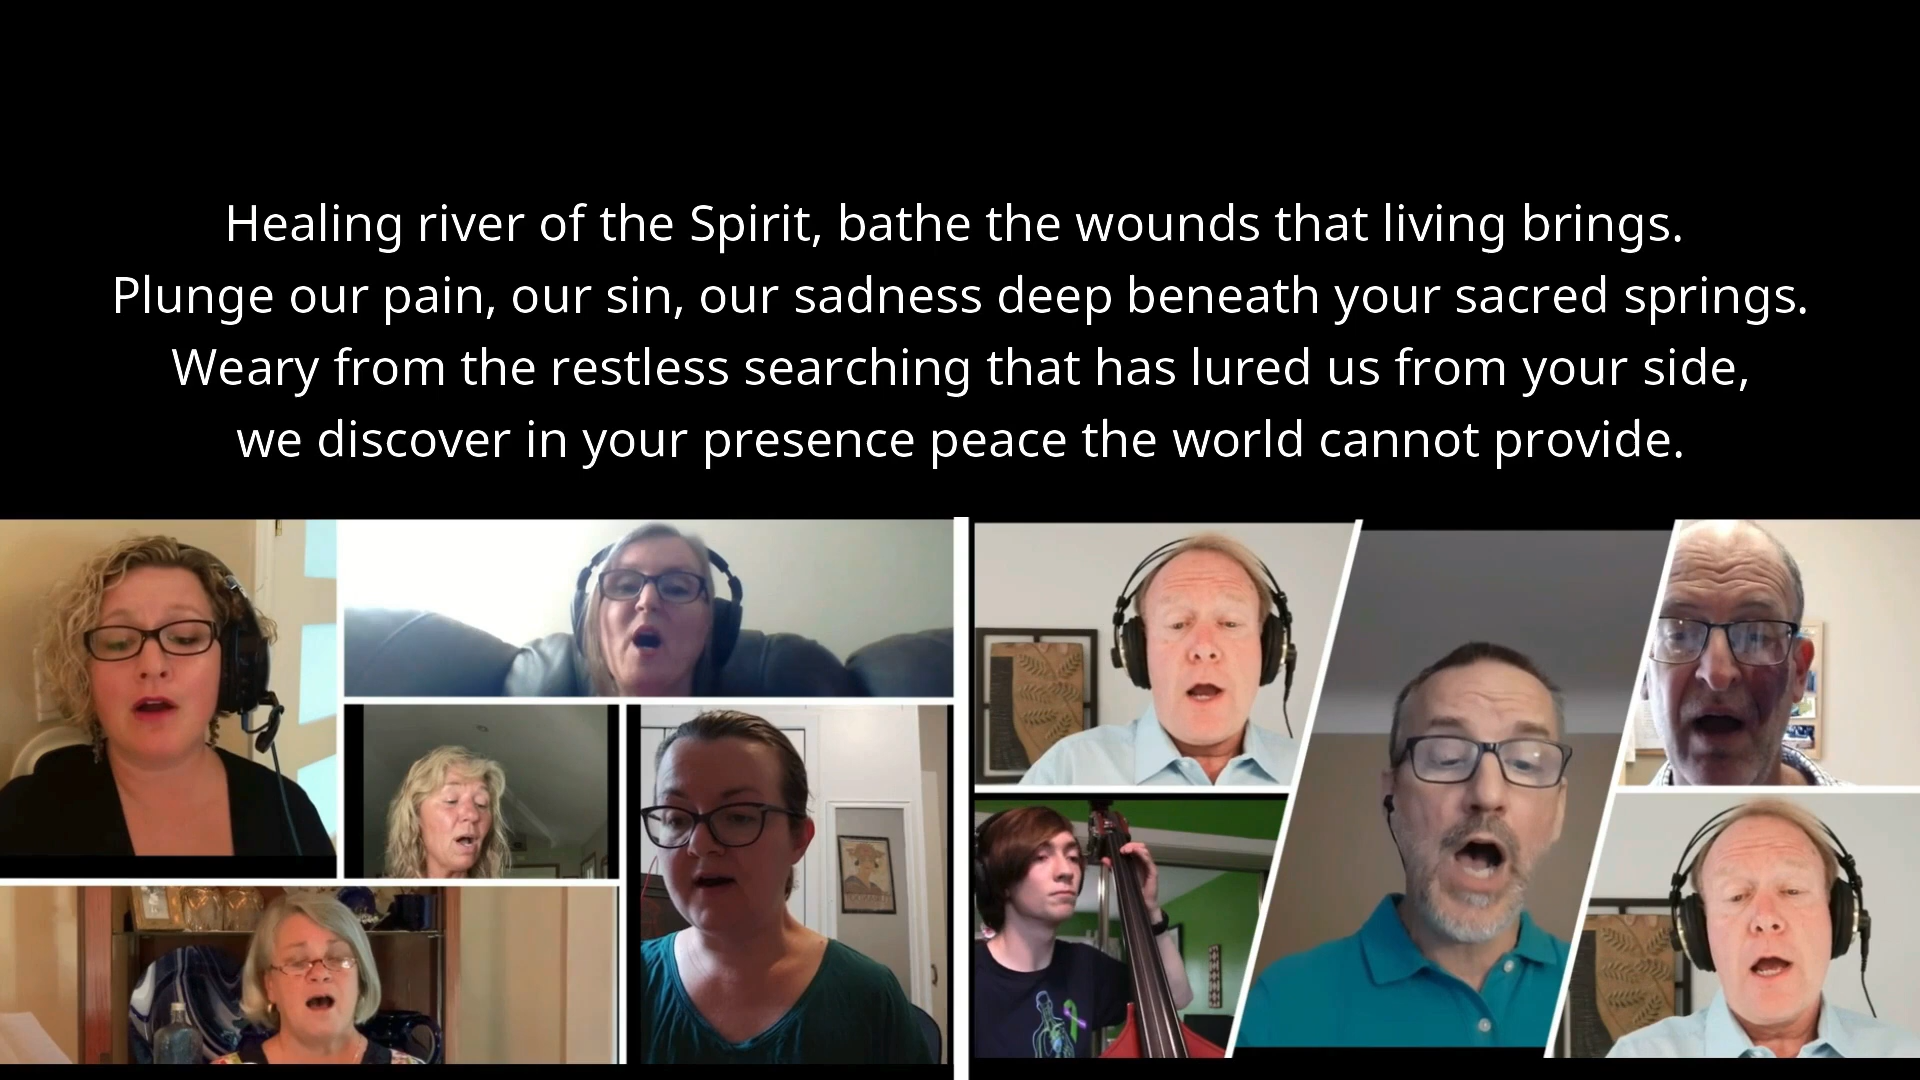 Healing river of the Spirit, bathe the wounds that living brings.
Plunge our pain, our sin, our sadness deep beneath your sacred springs.
Weary from the restless searching that has lured us from your side,
we discover in your presence peace the world cannot provide.